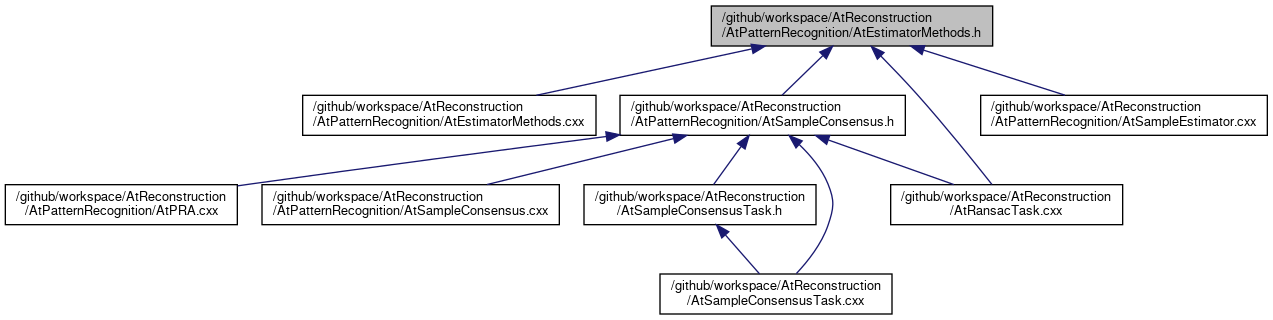 /github/workspace/AtReconstruction
/AtPatternRecognition/AtEstimatorMethods.h
/github/workspace/AtReconstruction
/AtPatternRecognition/AtEstimatorMethods.cxx
/github/workspace/AtReconstruction
/AtPatternRecognition/AtSampleConsensus.h
/github/workspace/AtReconstruction
/AtPatternRecognition/AtSampleEstimator.cxx
/github/workspace/AtReconstruction
/AtPatternRecognition/AtPRA.cxx
/github/workspace/AtReconstruction
/AtPatternRecognition/AtSampleConsensus.cxx
/github/workspace/AtReconstruction
/AtSampleConsensusTask.h
/github/workspace/AtReconstruction
/AtRansacTask.cxx
/github/workspace/AtReconstruction
/AtSampleConsensusTask.cxx